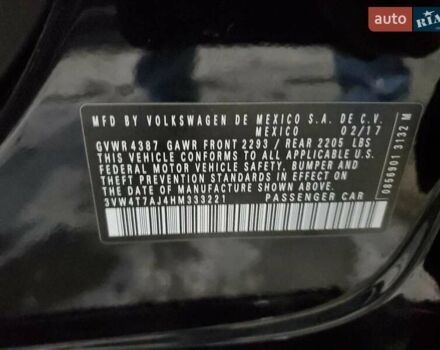 auto RIA
MFD BY VOLKSWAGEN DE MEXICO S.A. DE C.V.
MEXICO 02/17
GVWR 4387 GAWR FRONT 2293 / REAR 2205 LBS
THIS VEHICLE CONFORMS TO ALL APPLICABLE U.S.
FEDERAL MOTOR VEHICLE SAFETY, BUMPER AND
THEFT PREVENTION STANDARDS IN EFFECT ON THE
DATE OF MANUFACTURE SHOWN ABOVE
3VW4T7AJ4HM333221 PASSENGER CAR
0856901 3132 M